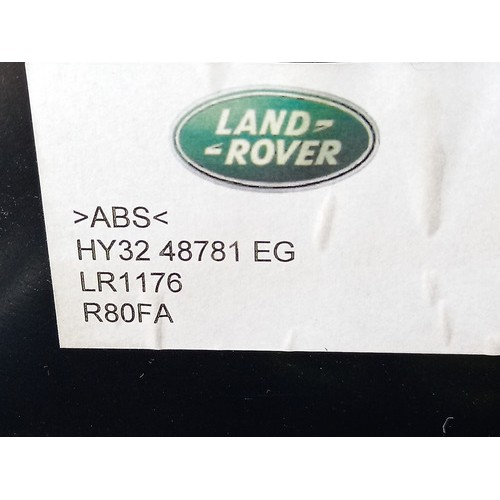 LAND-
-ROVER
>ABS<
HY32 48781 EG
LR1176
R80FA